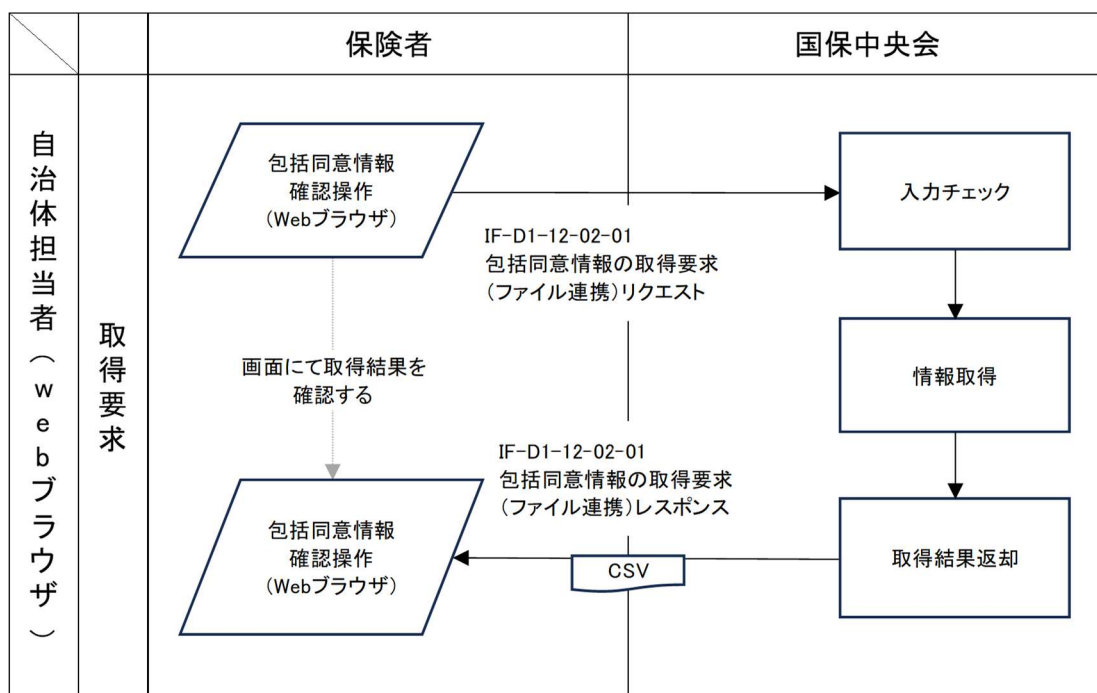 保険者
国保中央会
自治体担当者(webブラウザ)
取得要求
包括同意情報
確認操作
(Webブラウザ)
入力チェック
IF-D1-12-02-01
包括同意情報の取得要求
(ファイル連携)リクエスト
情報取得
画面にて取得結果を
確認する
IF-D1-12-02-01
包括同意情報の取得要求
(ファイル連携)レスポンス
包括同意情報
確認操作
(Webブラウザ)
CSV
取得結果返却